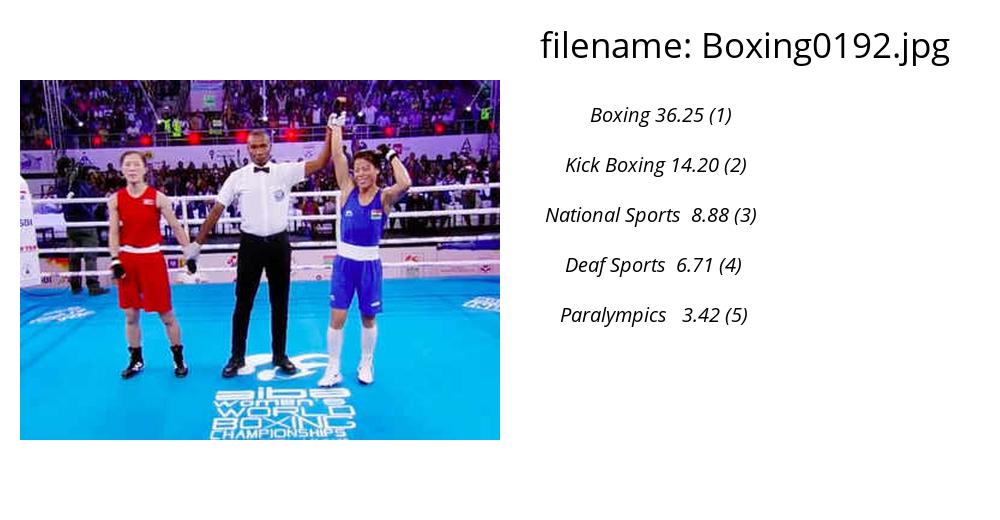 filename: Boxing0192.jpg
Boxing 36.25 (1)
Kick Boxing 14.20 (2)
National Sports 8.88 (3)
Deaf Sports 6.71 (4)
Paralympics 3.42 (5)
aiba
women's
WORLD
BOXING
CHAMPIONSHIPS